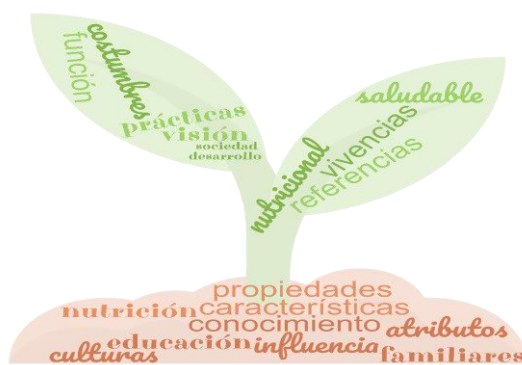 costumbres
función
prácticas
visión
sociedad
desarrollo
saludable
nutricional
vivencias
referencias
propiedades
nutrición características
conocimiento atributos
educación influencia
culturas familiares